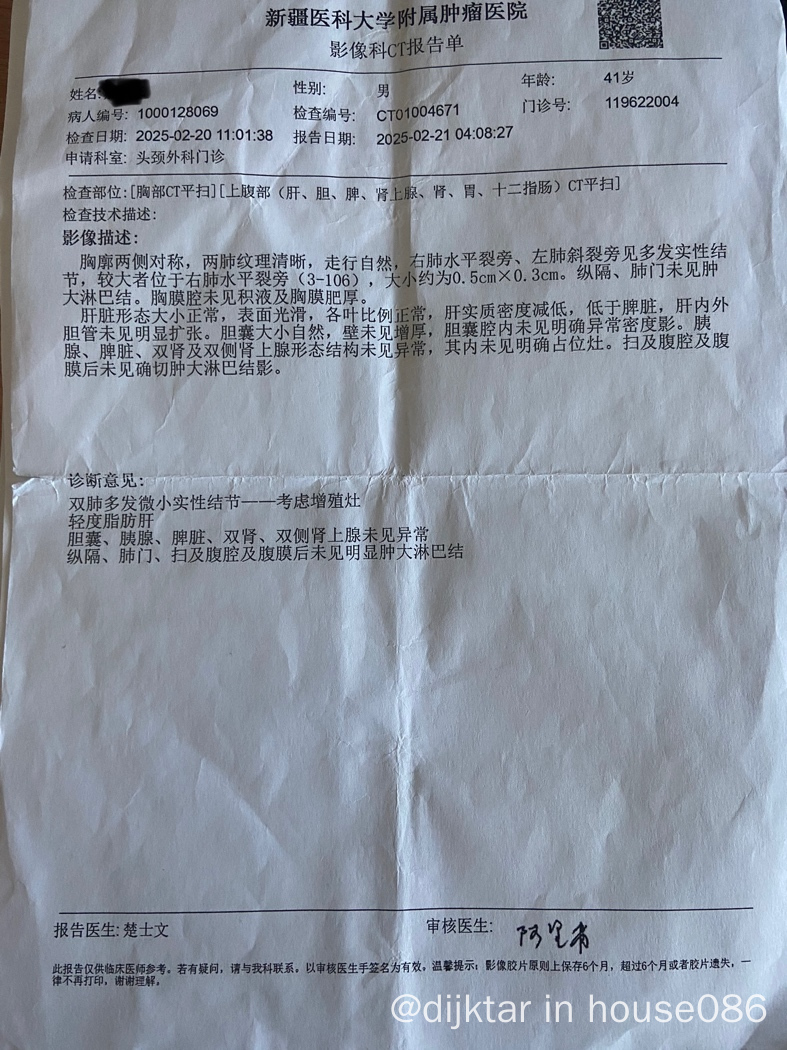 新疆医科大学附属肿瘤医院
影像科CT报告单
姓名: 性别: 男 年龄: 41岁
病人编号: 1000128069 检查编号: CT01004671 门诊号: 119622004
检查日期: 2025-02-20 11:01:38 报告日期: 2025-02-21 04:08:27
申请科室: 头颈外科门诊
检查部位:[胸部CT平扫][上腹部（肝、胆、脾、肾上腺、肾、胃、十二指肠）CT平扫]
检查技术描述:
影像描述:
胸廓两侧对称，两肺纹理清晰，走行自然，右肺水平裂旁、左肺斜裂旁见多发实性结
节，较大者位于右肺水平裂旁（3-106），大小约为0.5cm×0.3cm。纵隔、肺门未见肿
大淋巴结。胸膜腔未见积液及胸膜肥厚。
肝脏形态大小正常，表面光滑，各叶比例正常，肝实质密度减低，低于脾脏，肝内外
胆管未见明显扩张。胆囊大小自然，壁未见增厚，胆囊腔内未见明确异常密度影。胰
腺、脾脏、双肾及双侧肾上腺形态结构未见异常，其内未见明确占位灶。扫及腹腔及腹
膜后未见确切肿大淋巴结影。
诊断意见:
双肺多发微小实性结节——考虑增殖灶
轻度脂肪肝
胆囊、胰腺、脾脏、双肾、双侧肾上腺未见异常
纵隔、肺门、扫及腹腔及腹膜后未见明显肿大淋巴结
报告医生: 楚士文 审核医生:
此报告仅供临床医师参考。若有疑问，请与我科联系。以审核医生手签名为有效。温馨提示：影像胶片原则上保存6个月，超过6个月或者胶片遗失，一
律不再打印，谢谢理解。
@dijktar in house086